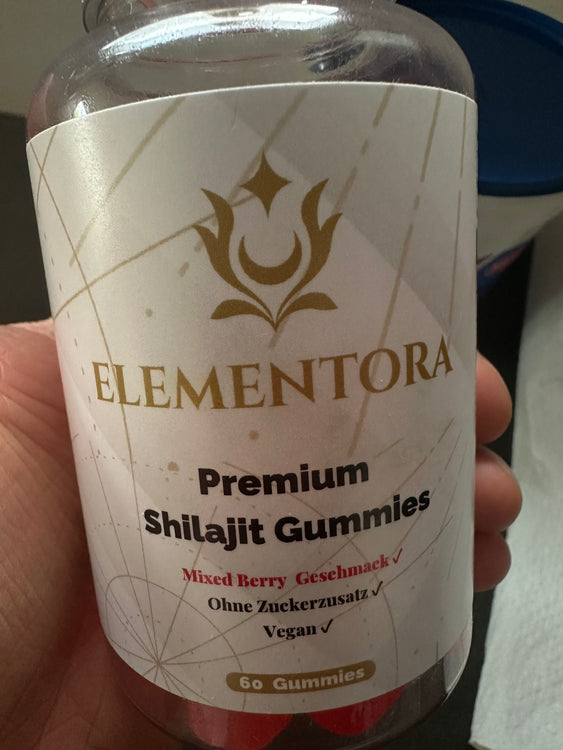 ELEMENTORA
Premium
Shilajit Gummies
Mixed Berry Geschmack ✓
Ohne Zuckerzusatz ✓
Vegan ✓
60 Gummies